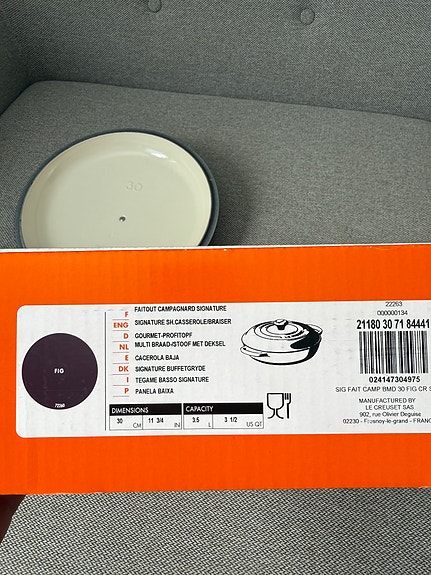 30
22263
000000134
21180 30 71 84441
024147304975
SIG FAIT CAMP BMD 30 FIG CR S
MANUFACTURED BY
LE CREUSET SAS
902, rue Olivier Deguise
02230 - Fresnoy-le-grand - FRANC
FIG
F FAITOUT CAMPAGNARD SIGNATURE
ENG SIGNATURE SH.CASSEROLE/BRAISER
D GOURMET-PROFITOPF
NL MULTI BRAAD-/STOOF MET DEKSEL
E CACEROLA BAJA
DK SIGNATURE BUFFETGRYDE
I TEGAME BASSO SIGNATURE
P PANELA BAIXA
DIMENSIONS CAPACITY
30 CM 11 3/4 IN 3.5 L 3 1/2 US QT